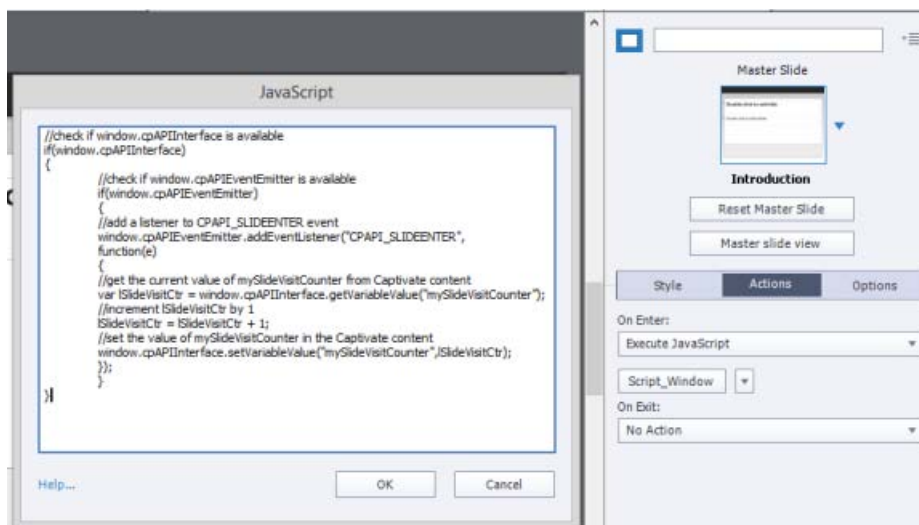 JavaScript
//check if window.cpAPIInterface is available
if(window.cpAPIInterface)
{
//check if window.cpAPIEventEmitter is available
if(window.cpAPIEventEmitter)
{
//add a listener to CPAPI_SLIDEENTER event
window.cpAPIEventEmitter.addEventListener("CPAPI_SLIDEENTER",
function(e)
{
//get the current value of mySlideVisitCounter from Captivate content
var lSlideVisitCtr = window.cpAPIInterface.getVariableValue("mySlideVisitCounter");
//increment lSlideVisitCtr by 1
lSlideVisitCtr = lSlideVisitCtr + 1;
//set the value of mySlideVisitCounter in the Captivate content
window.cpAPIInterface.setVariableValue("mySlideVisitCounter",lSlideVisitCtr);
});
}
}
Help...
OK
Cancel
Master Slide
Introduction
Reset Master Slide
Master slide view
Style
Actions
Options
On Enter:
Execute JavaScript
Script_Window
On Exit:
No Action